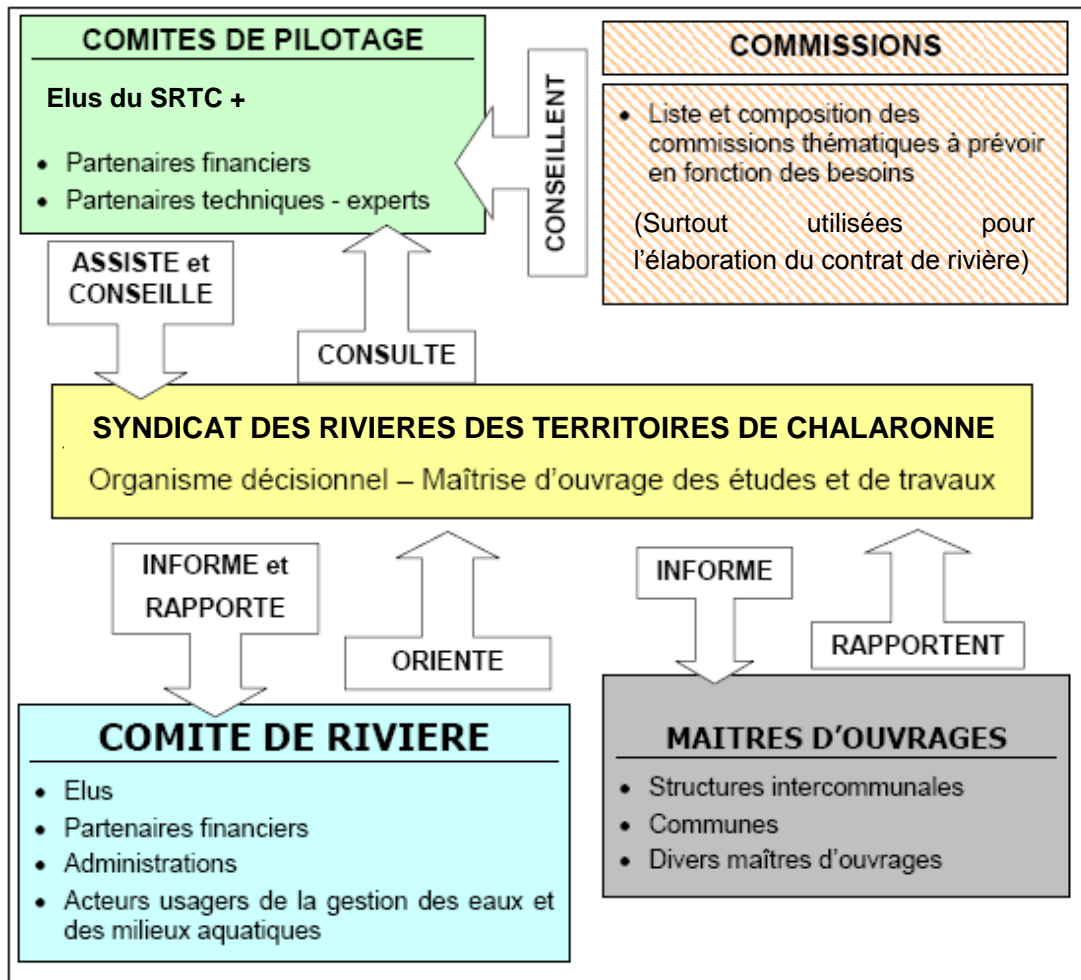 COMITES DE PILOTAGE
Elus du SRTC +
• Partenaires financiers
• Partenaires techniques - experts
CONSEILLENT
COMMISSIONS
• Liste et composition des
commissions thématiques à prévoir
en fonction des besoins
(Surtout utilisées pour
l'élaboration du contrat de rivière)
ASSISTE et
CONSEILLE
CONSULTE
SYNDICAT DES RIVIERES DES TERRITOIRES DE CHALARONNE
Organisme décisionnel – Maîtrise d'ouvrage des études et de travaux
INFORME et
RAPPORTE
ORIENTE
INFORME
RAPPORTENT
COMITE DE RIVIERE
• Elus
• Partenaires financiers
• Administrations
• Acteurs usagers de la gestion des eaux et
des milieux aquatiques
MAITRES D'OUVRAGES
• Structures intercommunales
• Communes
• Divers maîtres d'ouvrages